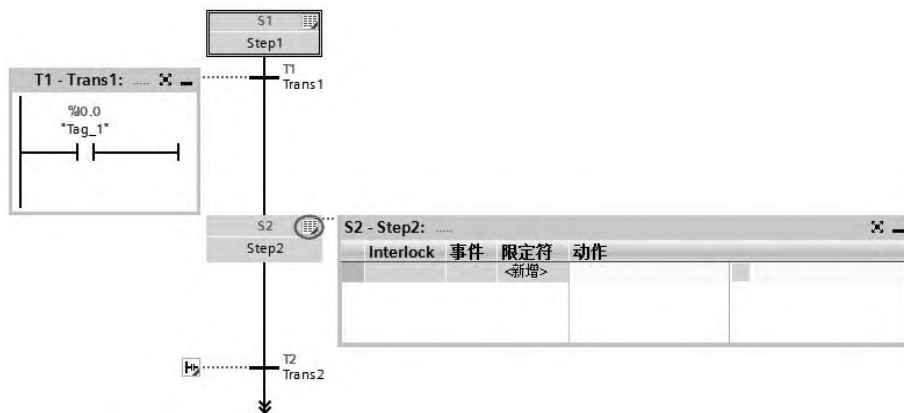 S1
Step1
T1 - Trans1: .....
T1
Trans1
%I0.0
"Tag_1"
S2
Step2
S2 - Step2: .....
Interlock 事件 限定符 动作
<新增>
T2
Trans2